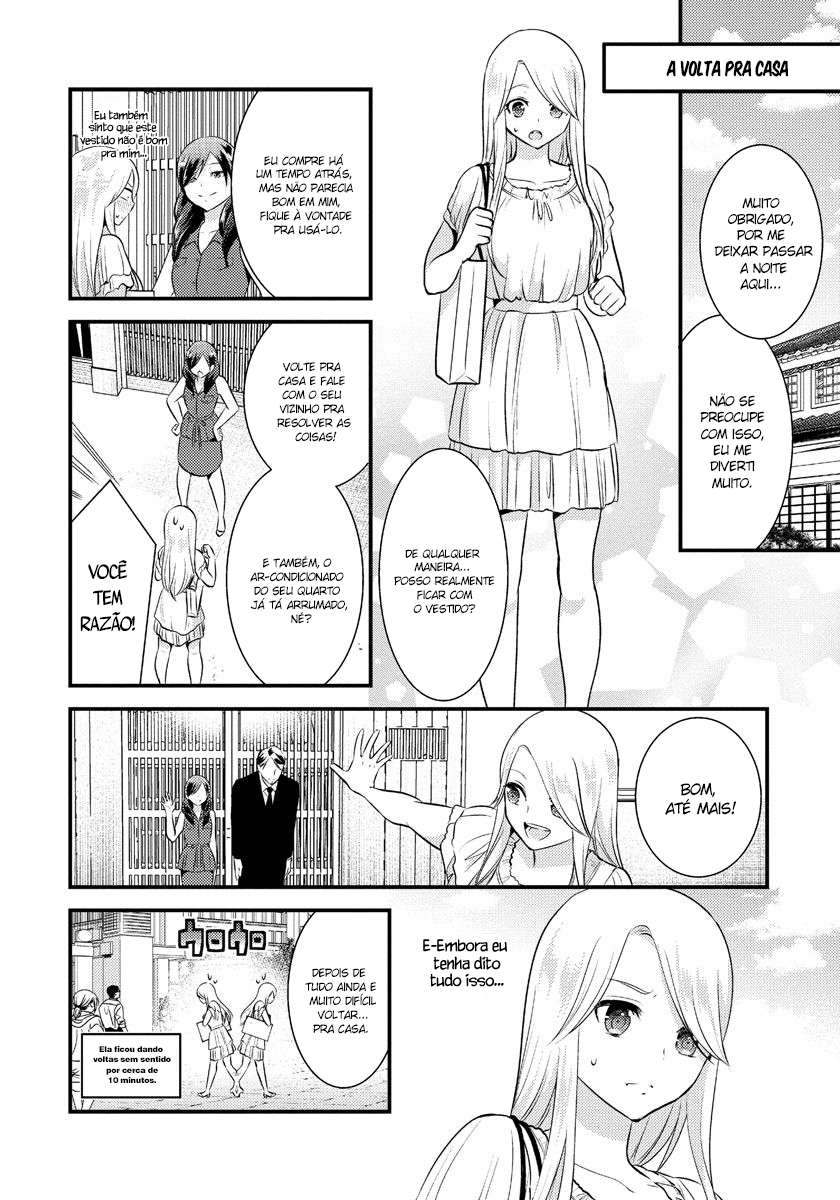 A VOLTA PRA CASA
MUITO
OBRIGADO,
POR ME
DEIXAR PASSAR
A NOITE
AQUI...
NÃO SE
PREOCUPE
COM ISSO,
EU ME
DIVERTI
MUITO.
DE QUALQUER
MANEIRA...
POSSO REALMENTE
FICAR COM
O VESTIDO?
EU COMPRE HÁ
UM TEMPO ATRÁS,
MAS NÃO PARECIA
BOM EM MIM,
FIQUE À VONTADE
PRA USÁ-LO.
Eu também
sinto que este
vestido não é bom
pra mim...
VOLTE PRA
CASA E FALE
COM O SEU
VIZINHO PRA
RESOLVER AS
COISAS!
E TAMBÉM, O
AR-CONDICIONADO
DO SEU QUARTO
JÁ TÁ ARRUMADO,
NÉ?
VOCÊ
TEM
RAZÃO!
BOM,
ATÉ MAIS!
E-Embora eu
tenha dito
tudo isso...
DEPOIS DE
TUDO AINDA E
MUITO DIFÍCIL
VOLTAR...
PRA CASA.
ウロウロ
Ela ficou dando
voltas sem sentido
por cerca de
10 minutos.